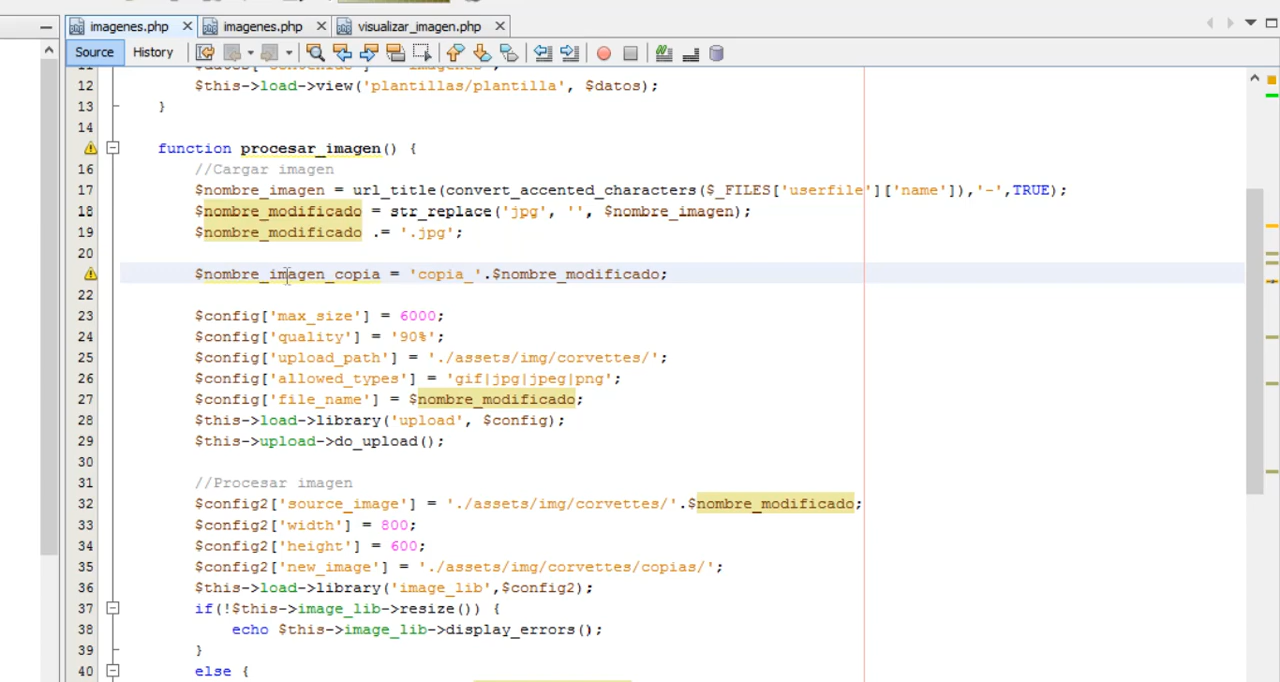 imagenes.php imagenes.php visualizar_imagen.php
Source History
12 $this->load->view('plantillas/plantilla', $datos);
13 }
14
function procesar_imagen() {
16 //Cargar imagen
17 $nombre_imagen = url_title(convert_accented_characters($_FILES['userfile']['name']),'-',TRUE);
18 $nombre_modificado = str_replace('jpg', '', $nombre_imagen);
19 $nombre_modificado .= '.jpg';
20
$nombre_imagen_copia = 'copia_'.$nombre_modificado;
22
23 $config['max_size'] = 6000;
24 $config['quality'] = '90%';
25 $config['upload_path'] = './assets/img/corvettes/';
26 $config['allowed_types'] = 'gif|jpg|jpeg|png';
27 $config['file_name'] = $nombre_modificado;
28 $this->load->library('upload', $config);
29 $this->upload->do_upload();
30
31 //Procesar imagen
32 $config2['source_image'] = './assets/img/corvettes/'.$nombre_modificado;
33 $config2['width'] = 800;
34 $config2['height'] = 600;
35 $config2['new_image'] = './assets/img/corvettes/copias/';
36 $this->load->library('image_lib',$config2);
37 if(!$this->image_lib->resize()) {
38 echo $this->image_lib->display_errors();
39 }
40 else {